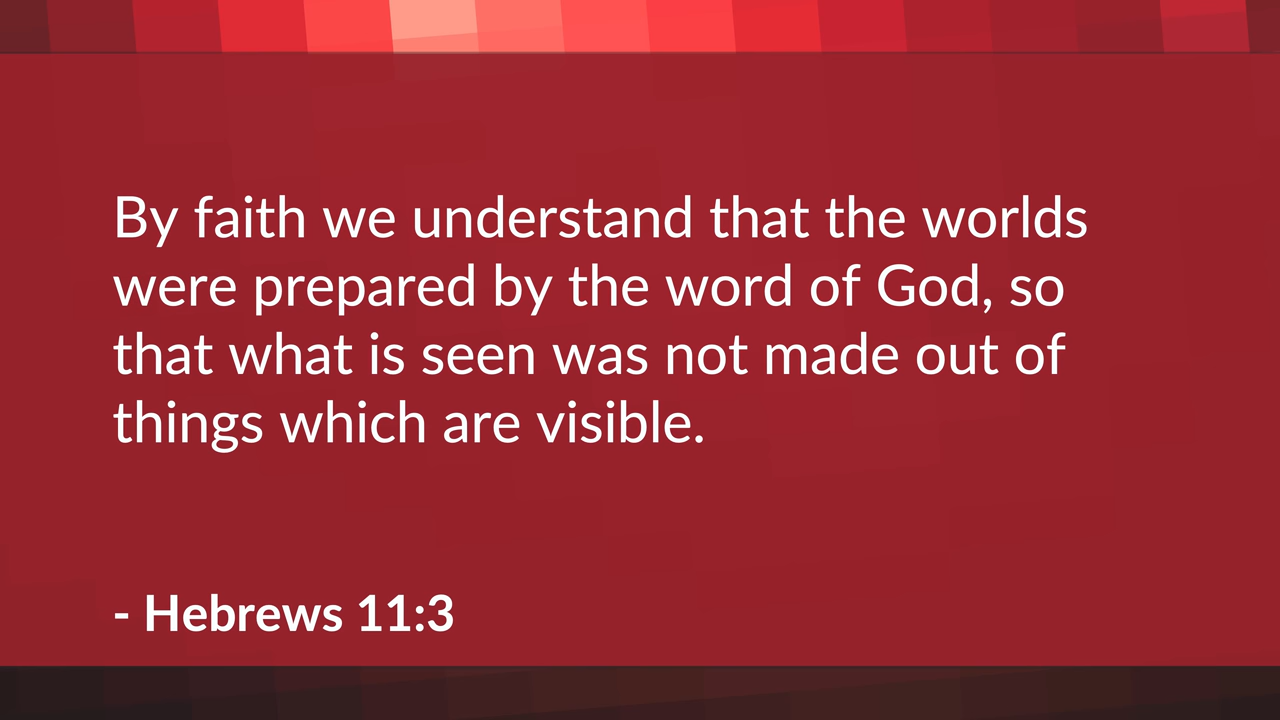 By faith we understand that the worlds
were prepared by the word of God, so
that what is seen was not made out of
things which are visible.
- Hebrews 11:3